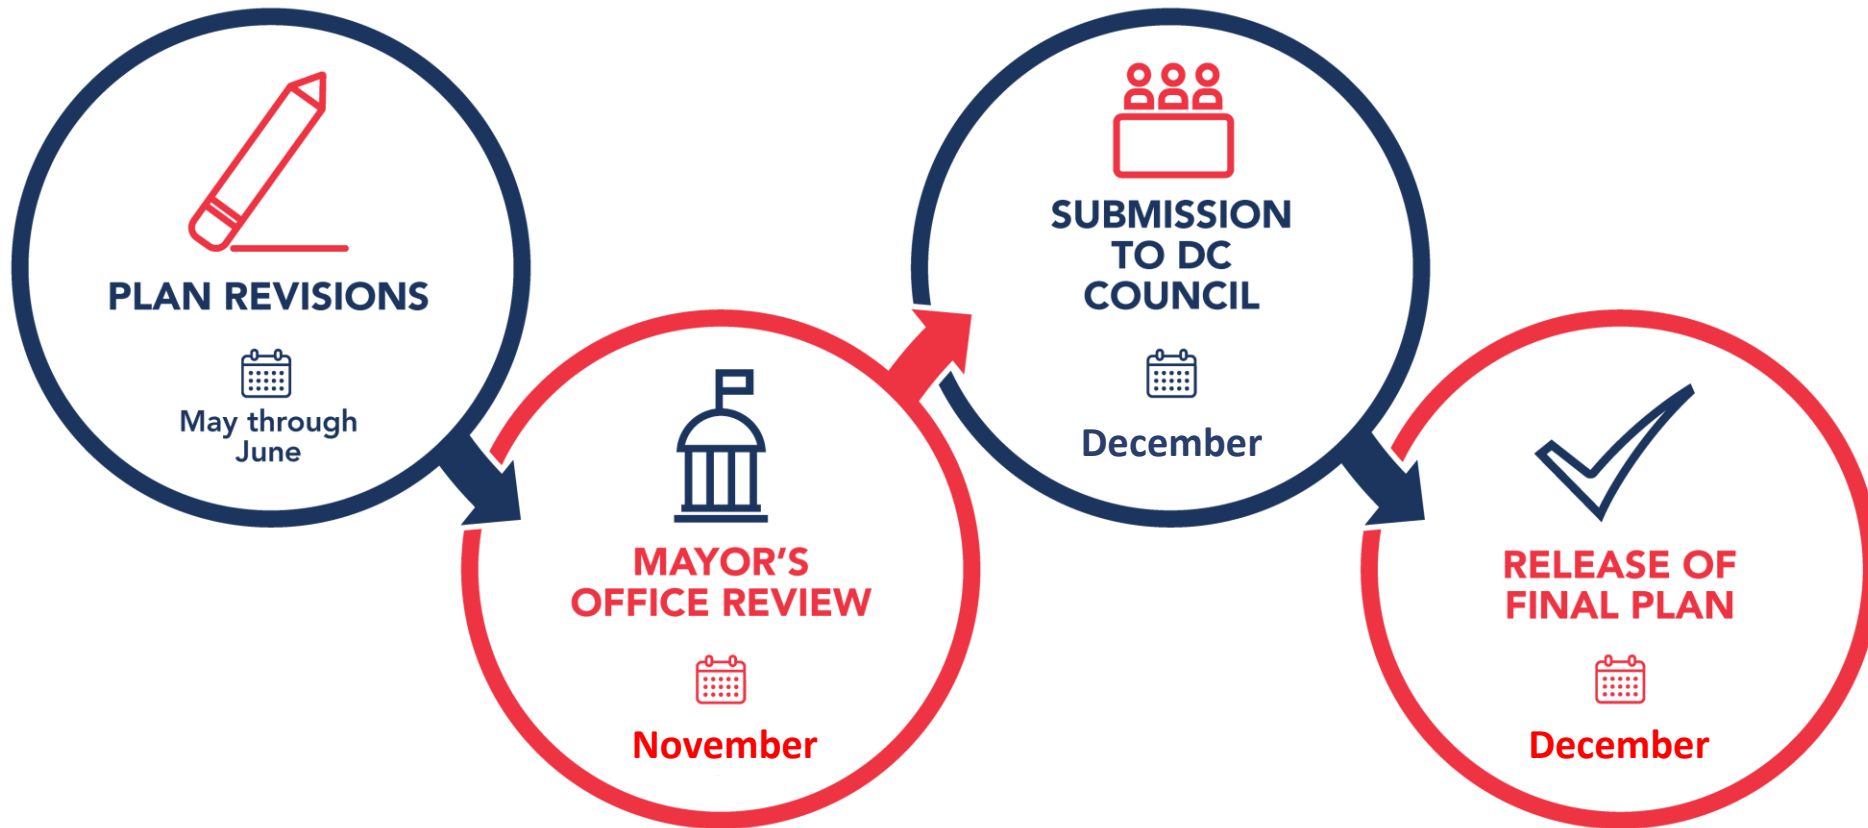 PLAN REVISIONS
May through
June
MAYOR’S
OFFICE REVIEW
November
SUBMISSION
TO DC
COUNCIL
December
RELEASE OF
FINAL PLAN
December